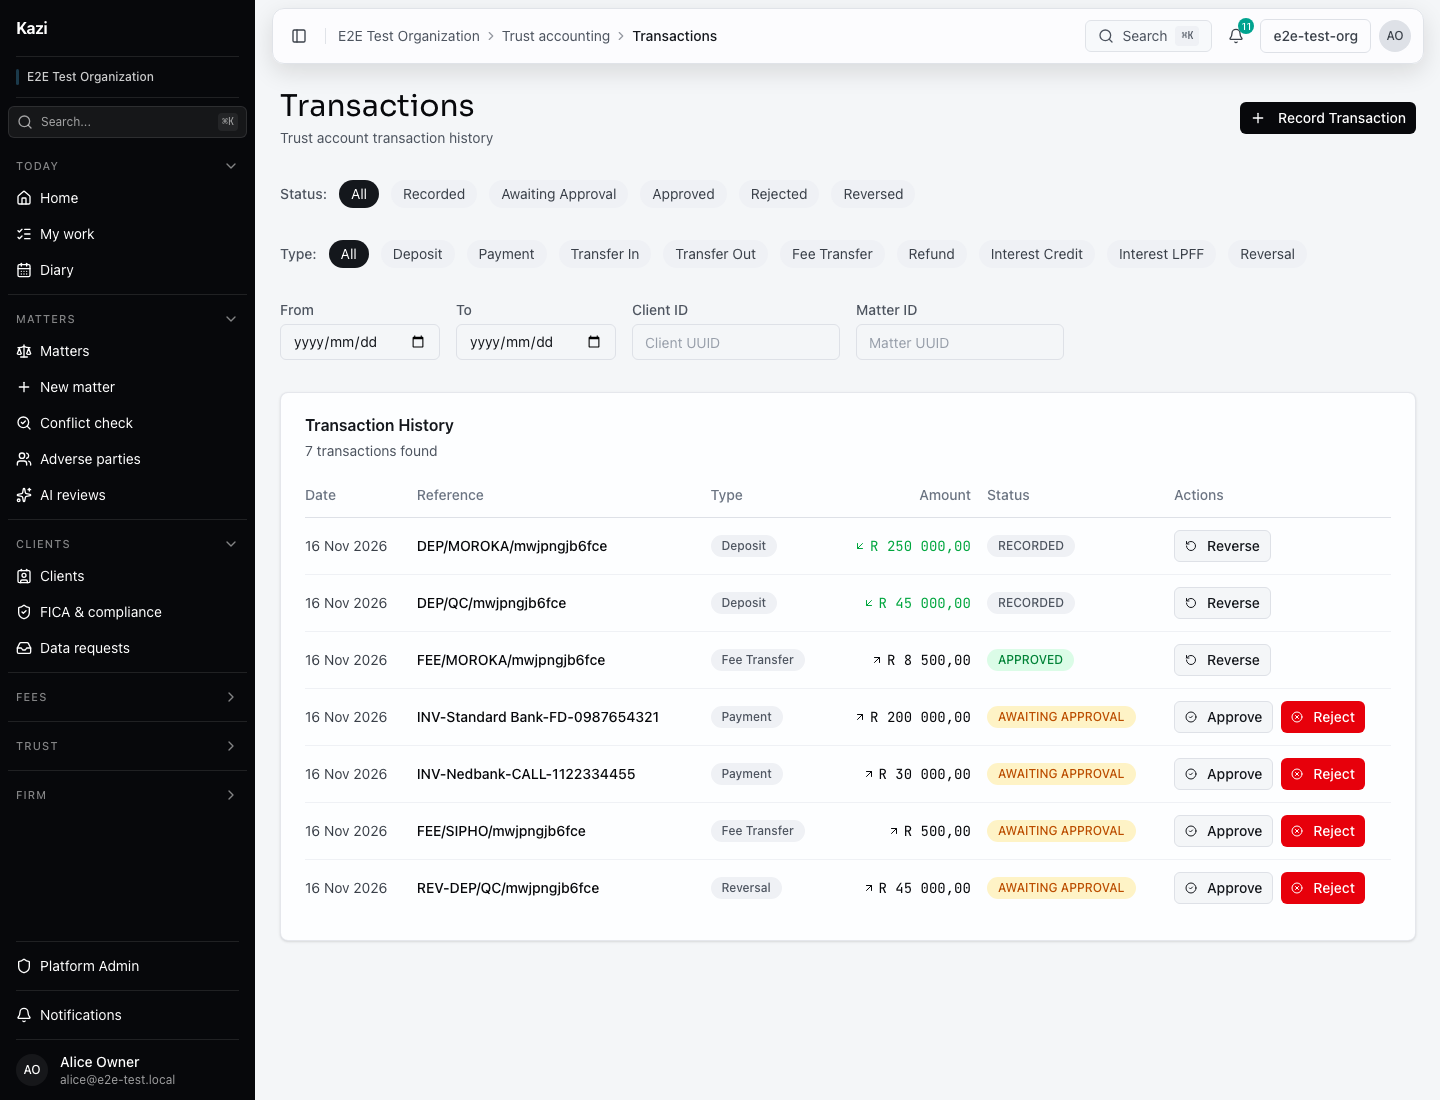 Kazi
E2E Test Organization
Search... ⌘K
TODAY
Home
My work
Diary
MATTERS
Matters
New matter
Conflict check
Adverse parties
AI reviews
CLIENTS
Clients
FICA & compliance
Data requests
FEES
TRUST
FIRM
Platform Admin
Notifications
AO
Alice Owner
alice@e2e-test.local
E2E Test Organization > Trust accounting > Transactions
Search ⌘K
11
e2e-test-org
AO
Transactions
Trust account transaction history
Record Transaction
Status: All Recorded Awaiting Approval Approved Rejected Reversed
Type: All Deposit Payment Transfer In Transfer Out Fee Transfer Refund Interest Credit Interest LPFF Reversal
From To Client ID Matter ID
yyyy/mm/dd yyyy/mm/dd Client UUID Matter UUID
Transaction History
7 transactions found
Date Reference Type Amount Status Actions
16 Nov 2026 DEP/MOROKA/mwjpngjb6fce Deposit R 250 000,00 RECORDED Reverse
16 Nov 2026 DEP/QC/mwjpngjb6fce Deposit R 45 000,00 RECORDED Reverse
16 Nov 2026 FEE/MOROKA/mwjpngjb6fce Fee Transfer R 8 500,00 APPROVED Reverse
16 Nov 2026 INV-Standard Bank-FD-0987654321 Payment R 200 000,00 AWAITING APPROVAL Approve Reject
16 Nov 2026 INV-Nedbank-CALL-1122334455 Payment R 30 000,00 AWAITING APPROVAL Approve Reject
16 Nov 2026 FEE/SIPHO/mwjpngjb6fce Fee Transfer R 500,00 AWAITING APPROVAL Approve Reject
16 Nov 2026 REV-DEP/QC/mwjpngjb6fce Reversal R 45 000,00 AWAITING APPROVAL Approve Reject